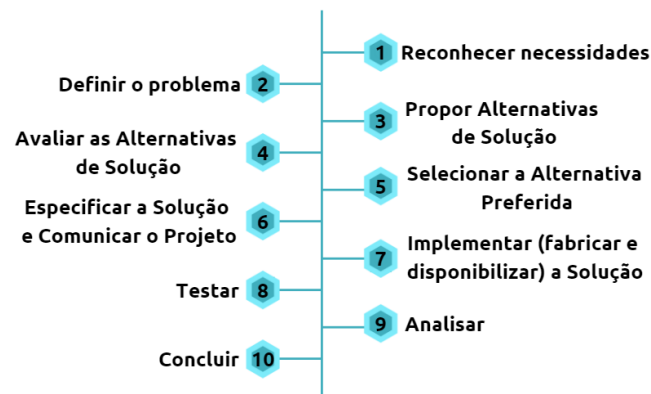 1 Reconhecer necessidades
Definir o problema 2
3 Propor Alternativas
de Solução
Avaliar as Alternativas
de Solução 4
5 Selecionar a Alternativa
Preferida
Especificar a Solução
e Comunicar o Projeto 6
7 Implementar (fabricar e
disponibilizar) a Solução
Testar 8
9 Analisar
Concluir 10